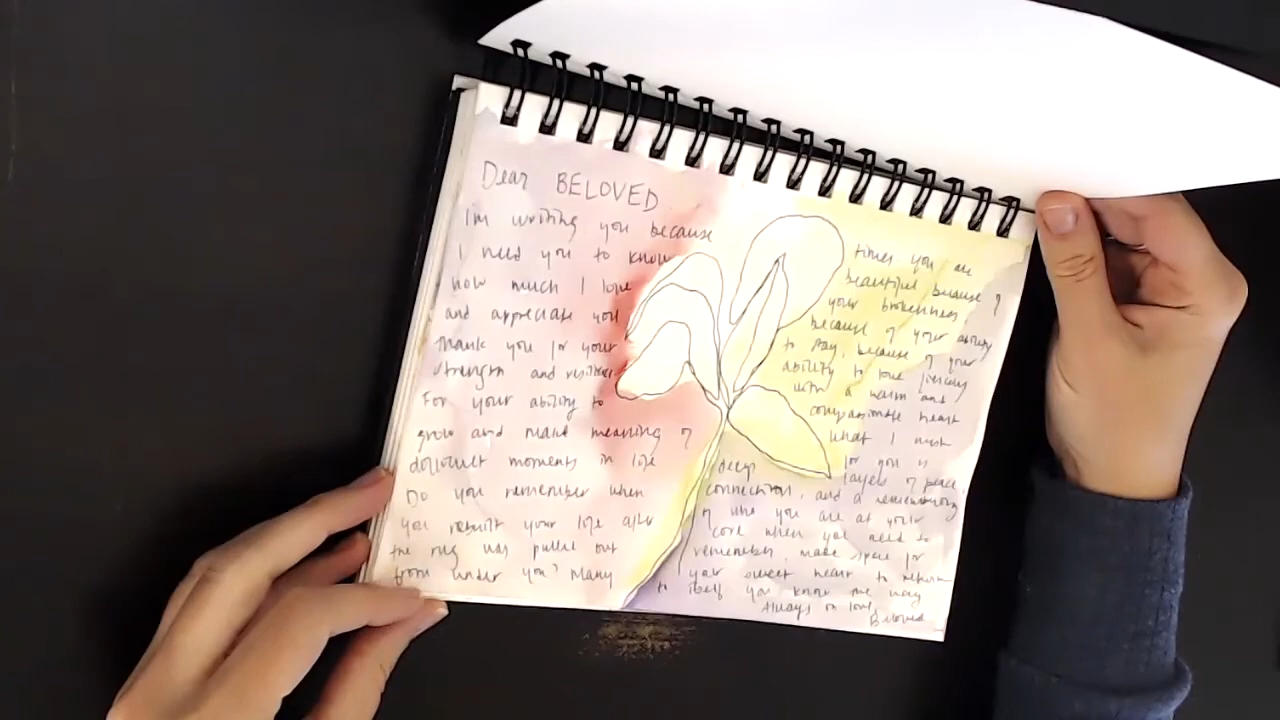 Dear BELOVED
I'm writing you because
I need you to know
how much I love
and appreciate you
Thank you for your
strength and
For your ability to
grow and make meaning of
difficult moments in life
Do you remember when
you rebuilt your life after
the rug was pulled out
from under you? Many
times you are
beautiful because of
your brokenness,
because of your ability
to stay, because of your
ability to love fiercely
with a warm and
compassionate heart
what I wish
for you is
deep layers of peace,
connection, and a remembering
of who you are at your
core when you need to
remember, make space for
your sweet heart to return
to itself you know the way
Always in love,
Beloved